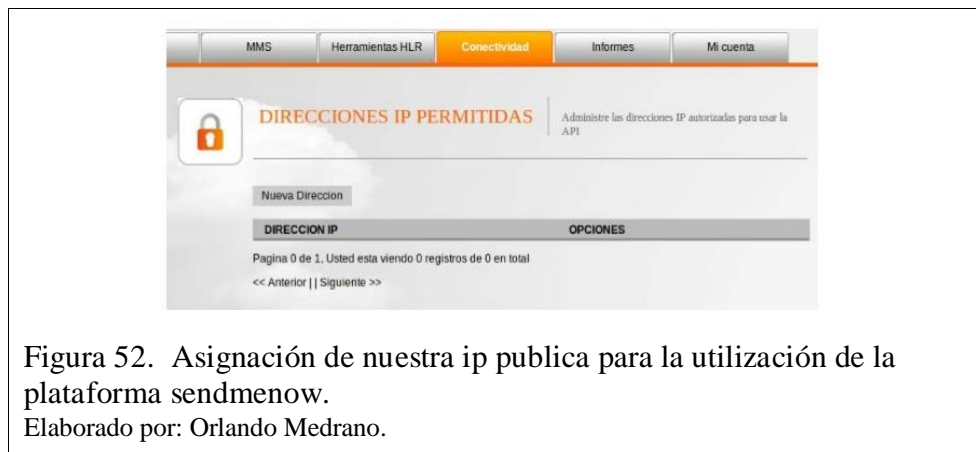 MMS Herramientas HLR Conectividad Informes Mi cuenta
DIRECCIONES IP PERMITIDAS
Administre las direcciones IP autorizadas para usar la
API
Nueva Direccion
DIRECCION IP OPCIONES
Pagina 0 de 1, Usted esta viendo 0 registros de 0 en total
<< Anterior | | Siguiente >>
Figura 52. Asignación de nuestra ip publica para la utilización de la
plataforma sendmenow.
Elaborado por: Orlando Medrano.